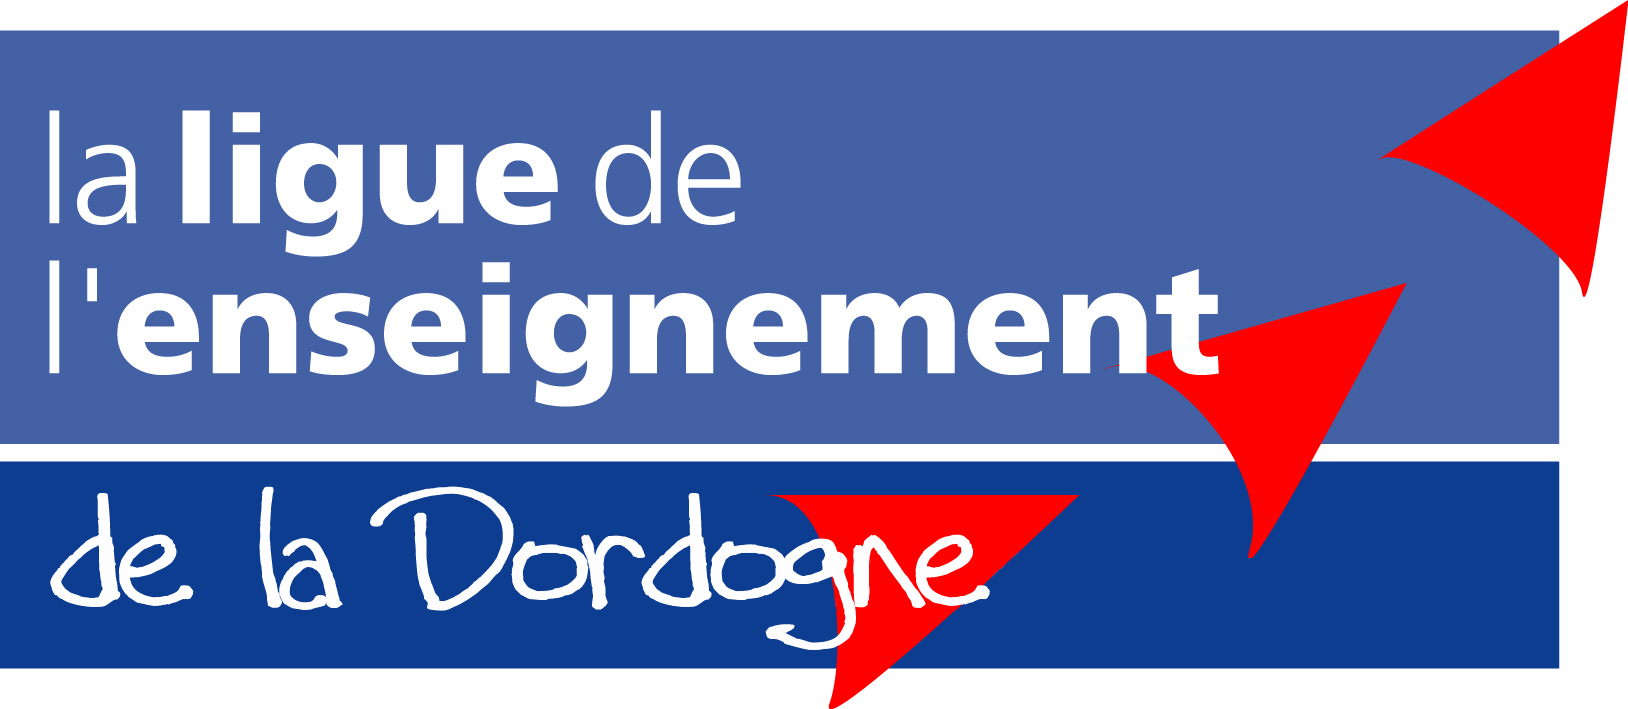 la ligue de
l'enseignement
de la Dordogne